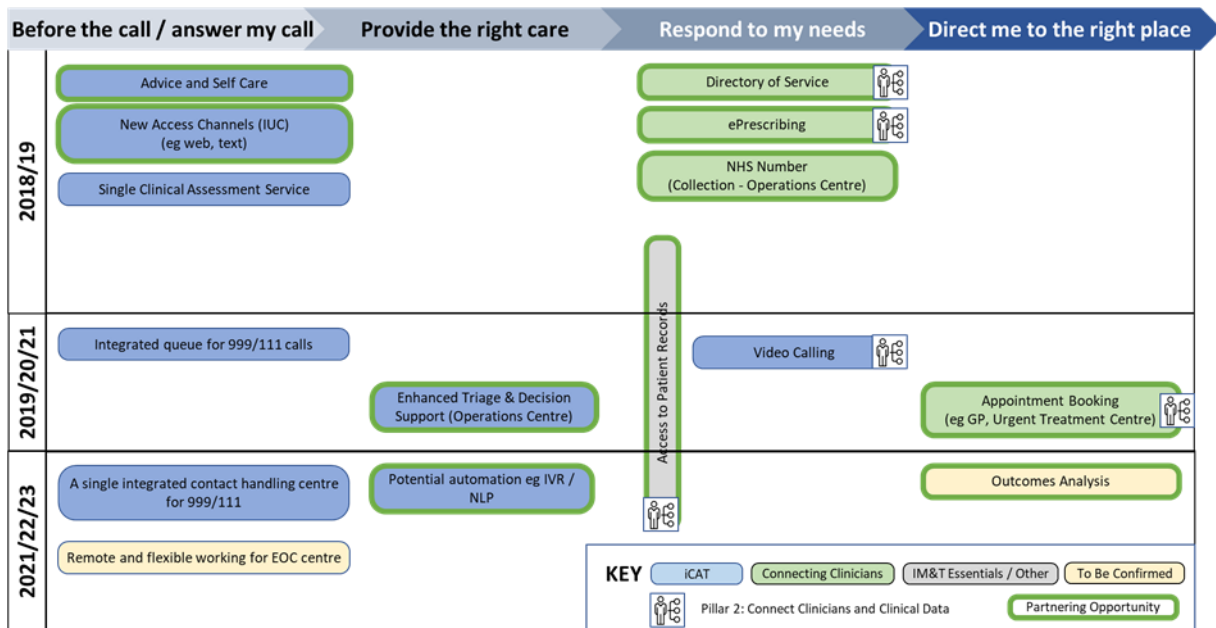 Before the call / answer my call
Provide the right care
Respond to my needs
Direct me to the right place
2018/19
Advice and Self Care
New Access Channels (IUC)
(eg web, text)
Single Clinical Assessment Service
Directory of Service
ePrescribing
NHS Number
(Collection - Operations Centre)
Access to Patient Records
2019/20/21
Integrated queue for 999/111 calls
Enhanced Triage & Decision
Support (Operations Centre)
Video Calling
Appointment Booking
(eg GP, Urgent Treatment Centre)
2021/22/23
A single integrated contact handling centre
for 999/111
Remote and flexible working for EOC centre
Potential automation eg IVR /
NLP
Outcomes Analysis
KEY
iCAT
Connecting Clinicians
IM&T Essentials / Other
To Be Confirmed
Pillar 2: Connect Clinicians and Clinical Data
Partnering Opportunity